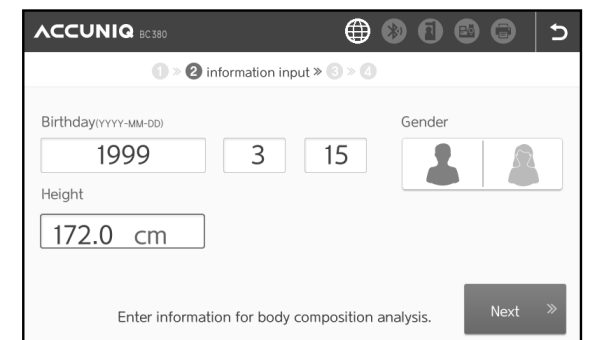 ACCUNIQ BC380
1 » 2 information input » 3 » 4
Birthday(YYYY-MM-DD)
Gender
1999 3 15
Height
172.0 cm
Enter information for body composition analysis.
Next »